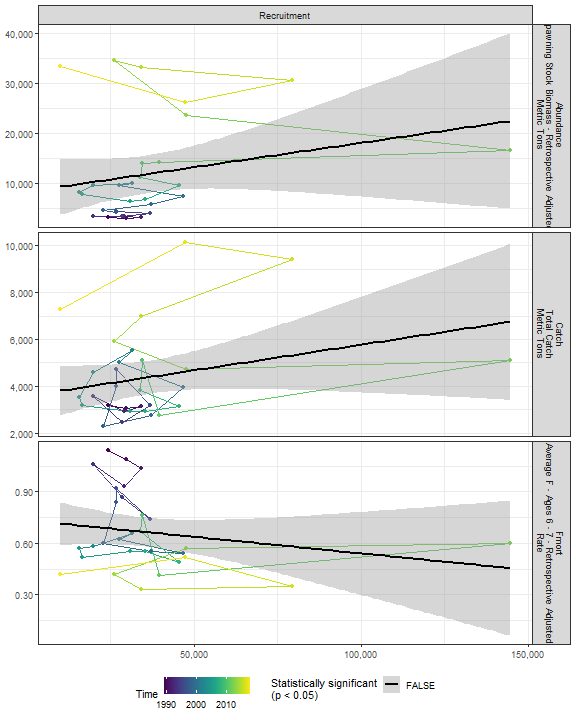 Recruitment
40,000
30,000
20,000
10,000
Abundance
Spawning Stock Biomass - Retrospective Adjusted
Metric Tons
10,000
8,000
6,000
4,000
2,000
Catch
Total Catch
Metric Tons
0.90
0.60
0.30
Fmort
Average F - Ages 6 - 7 - Retrospective Adjusted
Rate
50,000
100,000
150,000
Time
1990
2000
2010
Statistically significant
(p < 0.05)
FALSE